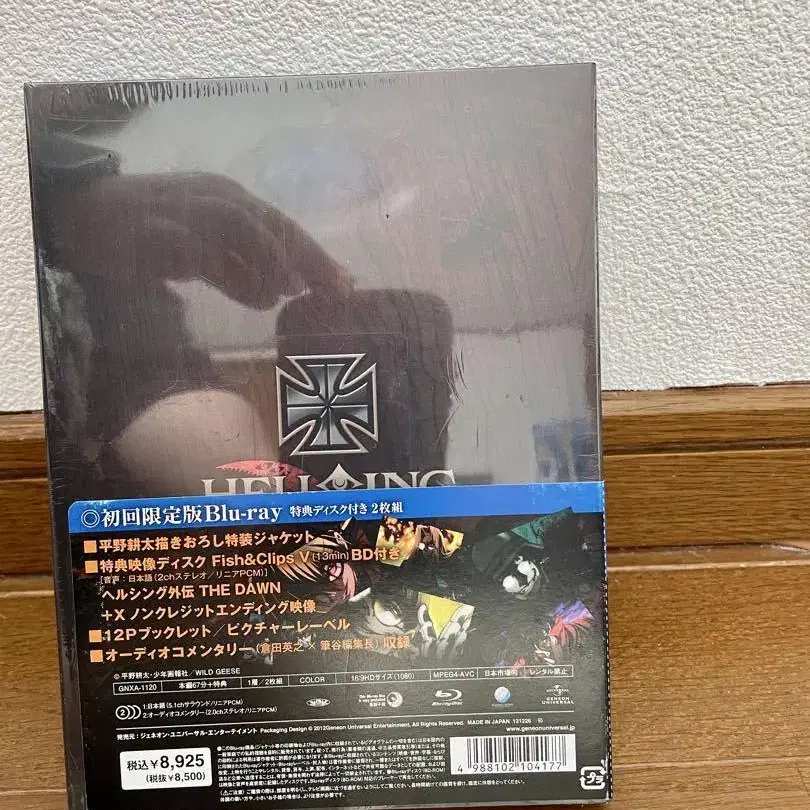 HELLSING
◎初回限定版Blu-ray 特典ディスク付き 2枚組
■平野耕太描きおろし特装ジャケット
■特典映像ディスク Fish&Clips V(13min)BD付き
[音声:日本語(2chステレオ/リニアPCM)]
ヘルシング外伝 THE DAWN
+X ノンクレジットエンディング映像
■12Pブックレット/ピクチャーレーベル
■オーディオコメンタリー(倉田英之×筆谷編集長)収録
© 平野耕太・少年画報社/WILD GEESE
GNXA-1120 本編67分+特典 1層/2枚組 COLOR 16:9HDサイズ(1080) MPEG4-AVC 日本市場向 レンタル禁止
1:日本語(5.1chサラウンド/リニアPCM)
2:オーディオコメンタリー(2.0chステレオ/リニアPCM)
Blu-ray Disc
GENEON UNIVERSAL
発売元:ジェネオン・ユニバーサル・エンターテイメント Packaging Design © 2012Geneon Universal Entertainment. All Rights Reserved. MADE IN JAPAN 121226
www.geneonuniversal.jp
税込¥8,925
(税抜¥8,500)
4 988102 104177